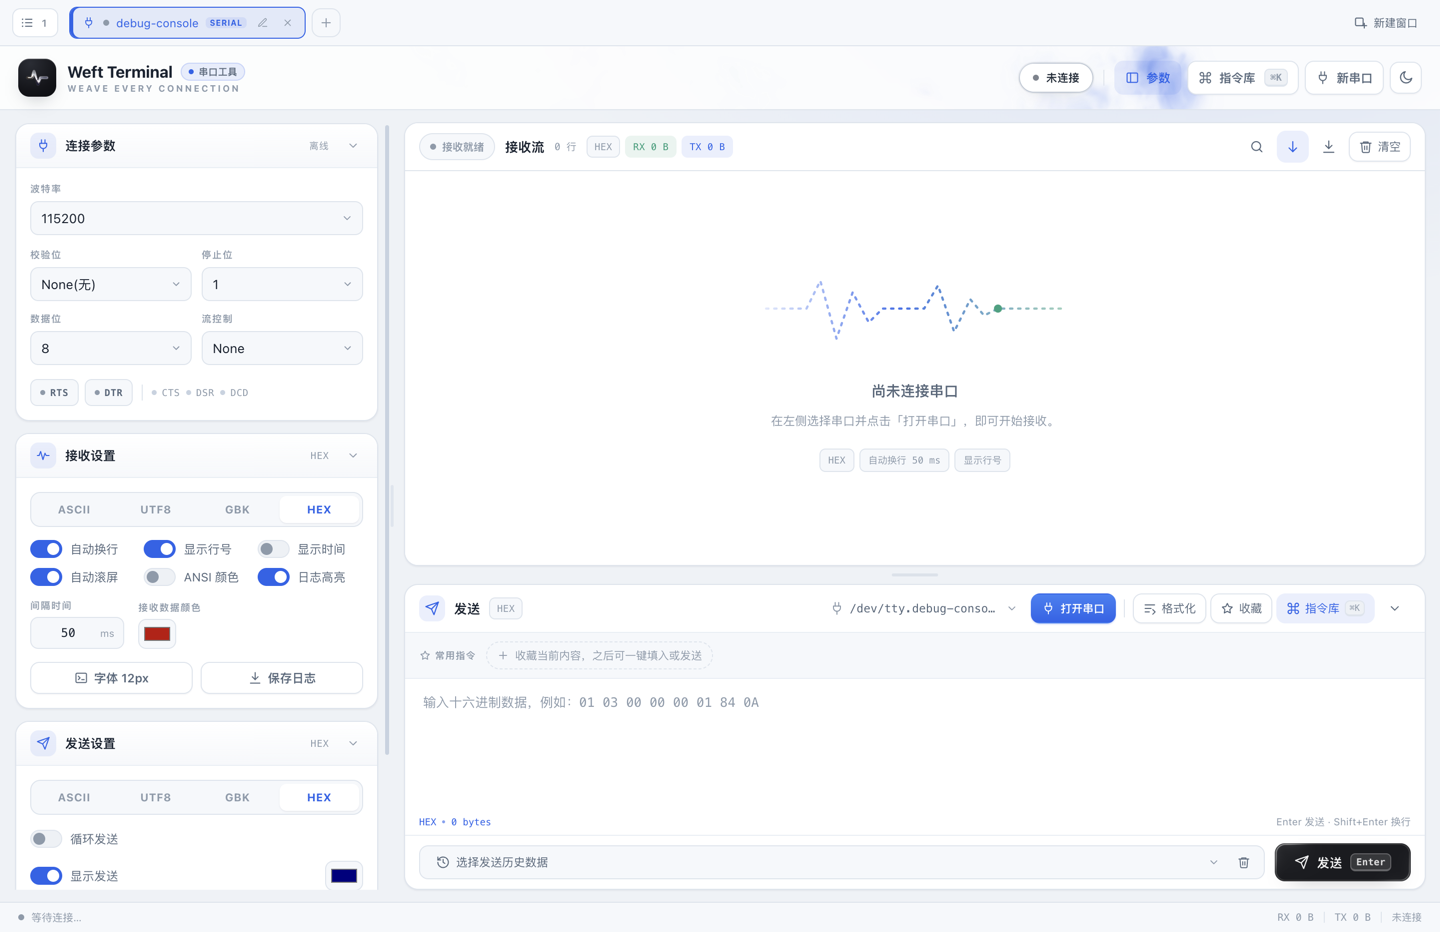 1
debug-console SERIAL
新建窗口
Weft Terminal 串口工具
WEAVE EVERY CONNECTION
未连接
参数
指令库 ⌘K
新串口
连接参数 离线
波特率
115200
校验位 停止位
None(无) 1
数据位 流控制
8 None
RTS DTR CTS DSR DCD
接收设置 HEX
ASCII UTF8 GBK HEX
自动换行 显示行号 显示时间
自动滚屏 ANSI 颜色 日志高亮
间隔时间 接收数据颜色
50 ms
字体 12px 保存日志
发送设置 HEX
ASCII UTF8 GBK HEX
循环发送
显示发送
接收就绪 接收流 0 行 HEX RX 0 B TX 0 B 清空
尚未连接串口
在左侧选择串口并点击「打开串口」，即可开始接收。
HEX 自动换行 50 ms 显示行号
发送 HEX /dev/tty.debug-conso… 打开串口 格式化 收藏 指令库 ⌘K
常用指令 + 收藏当前内容，之后可一键填入或发送
输入十六进制数据，例如：01 03 00 00 00 01 84 0A
HEX • 0 bytes Enter 发送 · Shift+Enter 换行
选择发送历史数据 发送 Enter
等待连接... RX 0 B TX 0 B 未连接